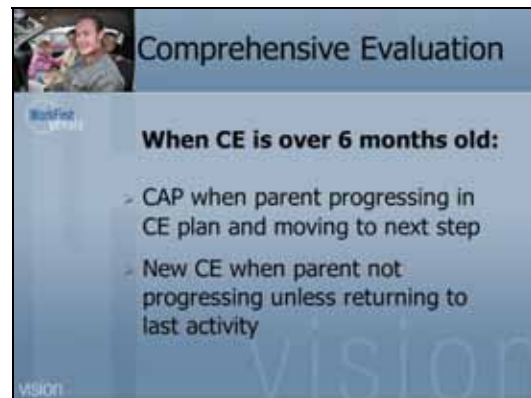 Comprehensive Evaluation
WorkFirst
When CE is over 6 months old:
CAP when parent progressing in
CE plan and moving to next step
New CE when parent not
progressing unless returning to
last activity
vision
vision